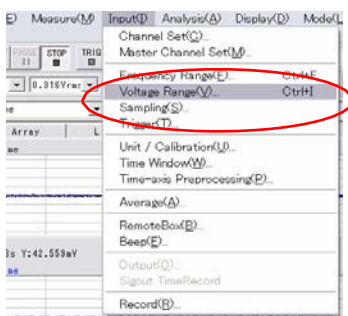 E) Measure(M) Input(I) Analysis(A) Display(D) Mode(
PAUSE STOP TRIG
0.316Vrms
Array L
Channel Set(C)...
Master Channel Set(M)...
Frequency Range(F)... Ctrl+F
Voltage Range(V)... Ctrl+I
Sampling(S)...
Trigger(T)...
Unit / Calibration(U)...
Time Window(W)...
Time-axis Preprocessing(P)...
Average(A)...
RemoteBox(B)...
Beep(E)...
s Y:42.559mV
Output(O)...
Sigout TimeRecord
Record(R)...